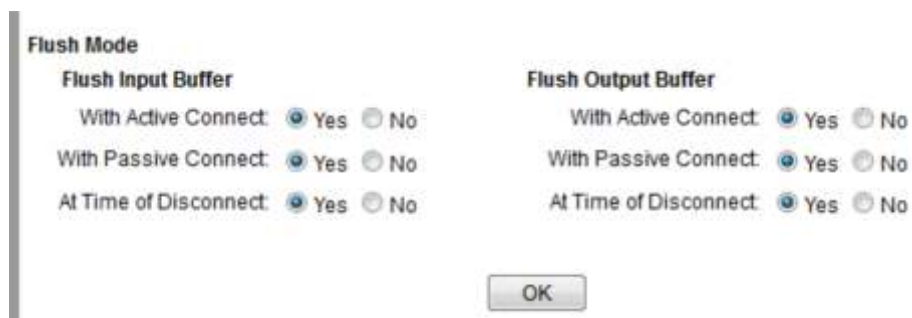 Flush Mode
Flush Input Buffer Flush Output Buffer
With Active Connect: Yes No With Active Connect: Yes No
With Passive Connect: Yes No With Passive Connect: Yes No
At Time of Disconnect: Yes No At Time of Disconnect: Yes No
OK